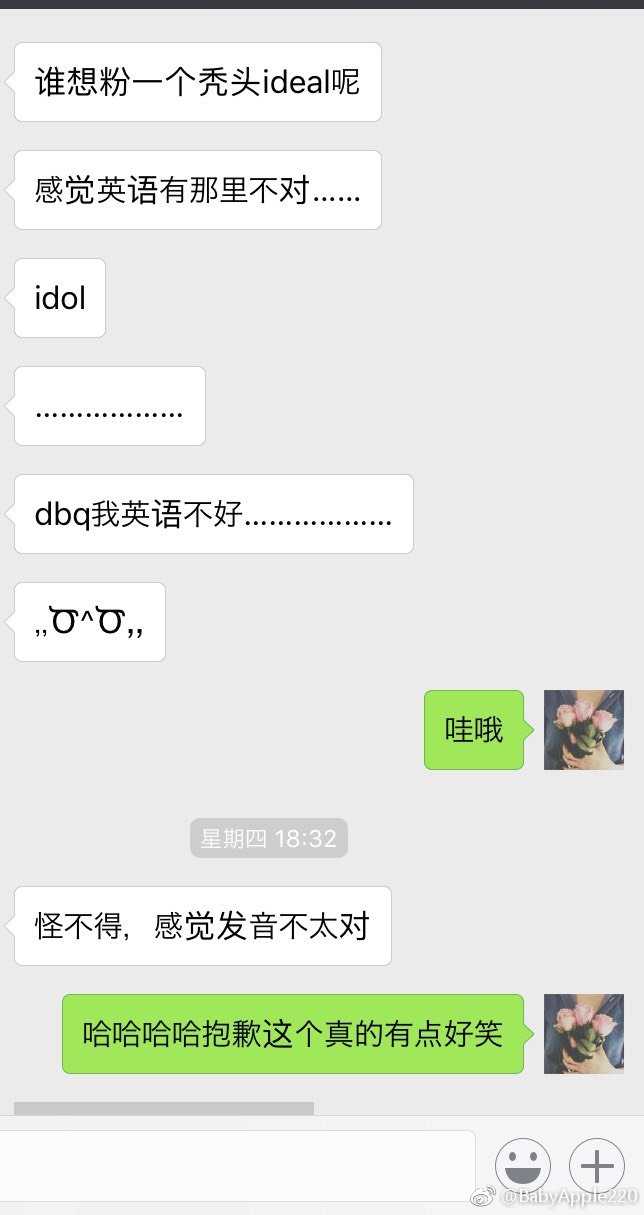 谁想粉一个秃头ideal呢
感觉英语有那里不对……
idol
………………
dbq我英语不好………………
,,Ծ^Ծ,,
哇哦
星期四 18:32
怪不得，感觉发音不太对
哈哈哈哈抱歉这个真的有点好笑
@BabyApple220